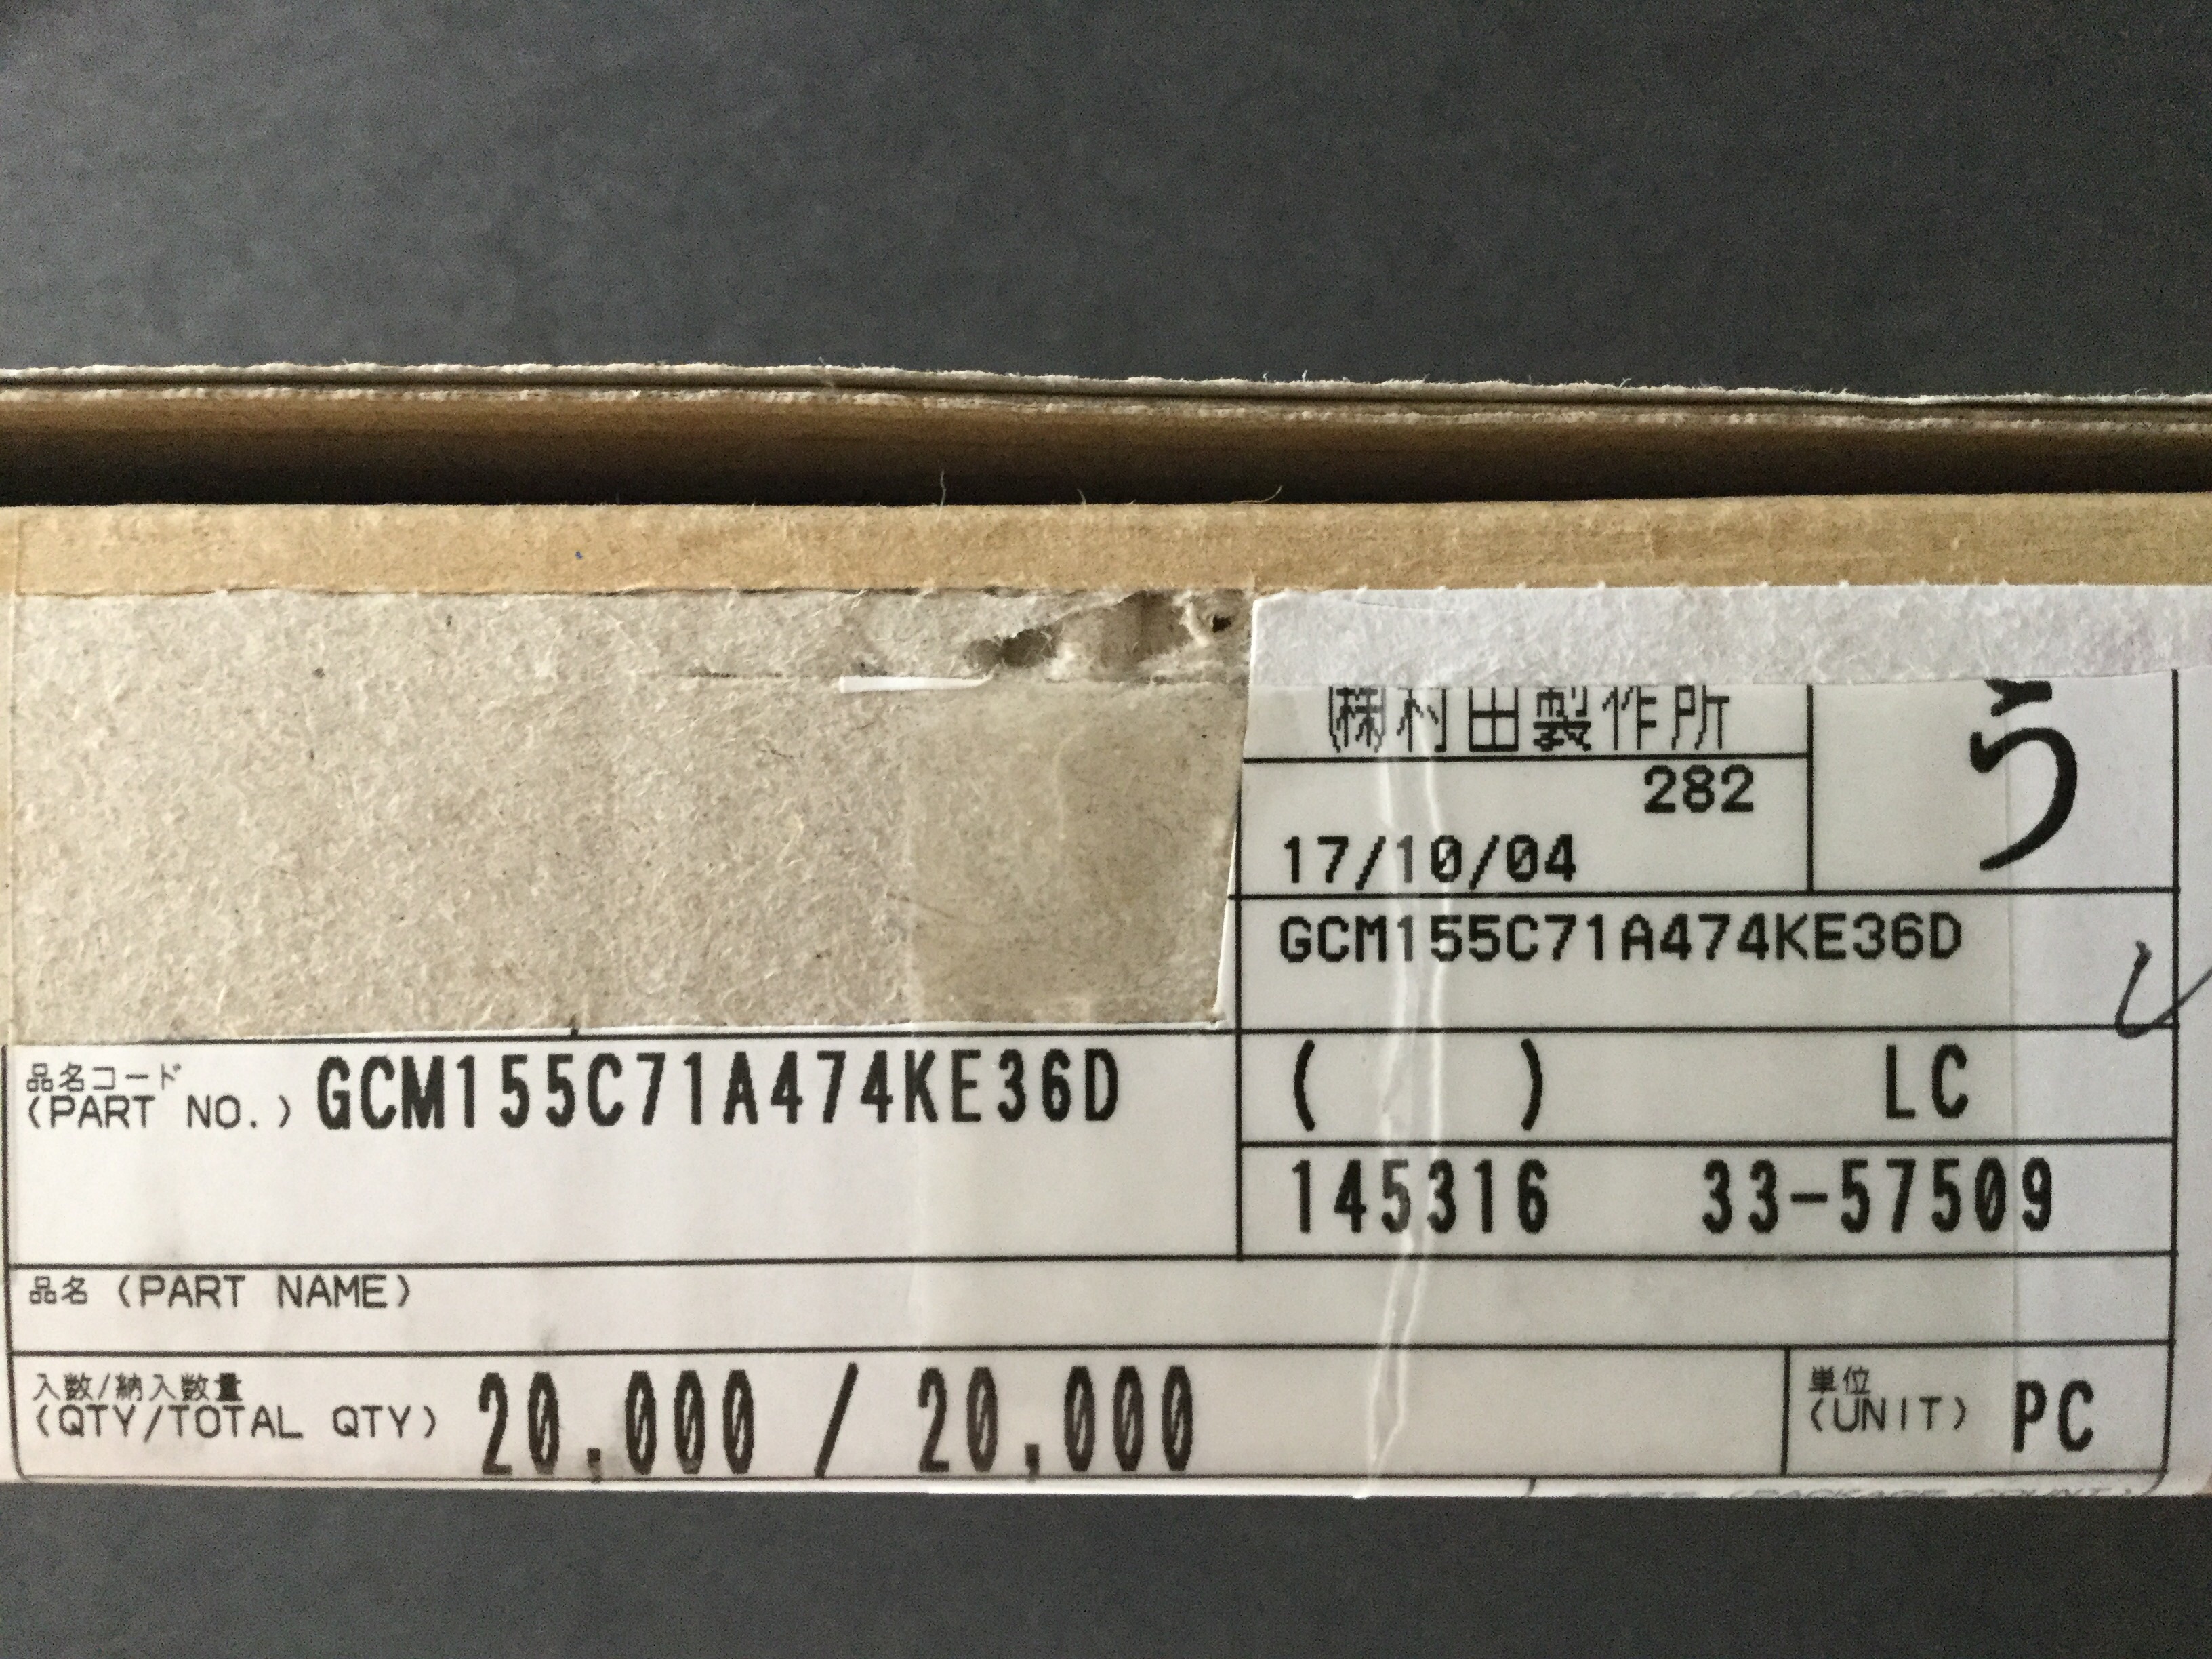 ㈱村田製作所
う
282
17/10/04
GCM155C71A474KE36D
品名コード
(PART NO.) GCM155C71A474KE36D
( ) LC
145316 33-57509
品名 (PART NAME)
入数/納入数量
(QTY/TOTAL QTY) 20,000 / 20,000
単位
(UNIT) PC
(PACKAGE COUNT)